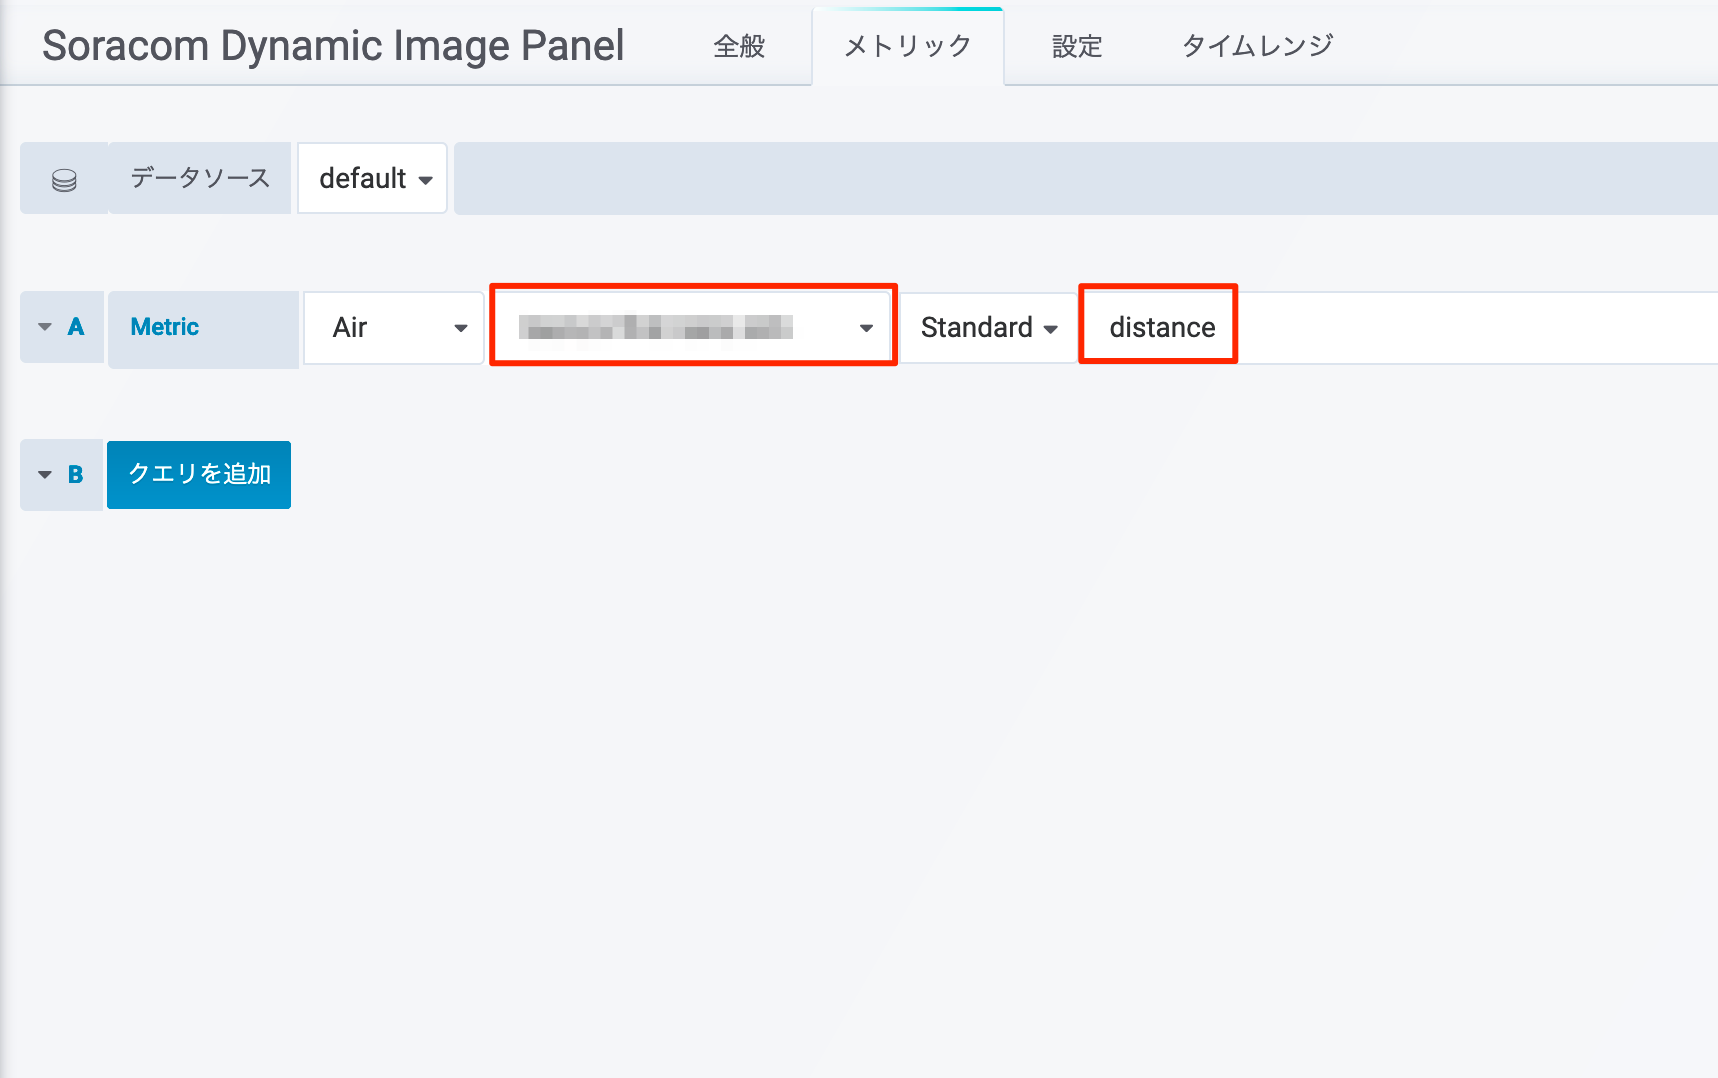 Soracom Dynamic Image Panel 全般 メトリック 設定 タイムレンジ
データソース default
A Metric Air Standard distance
B クエリを追加